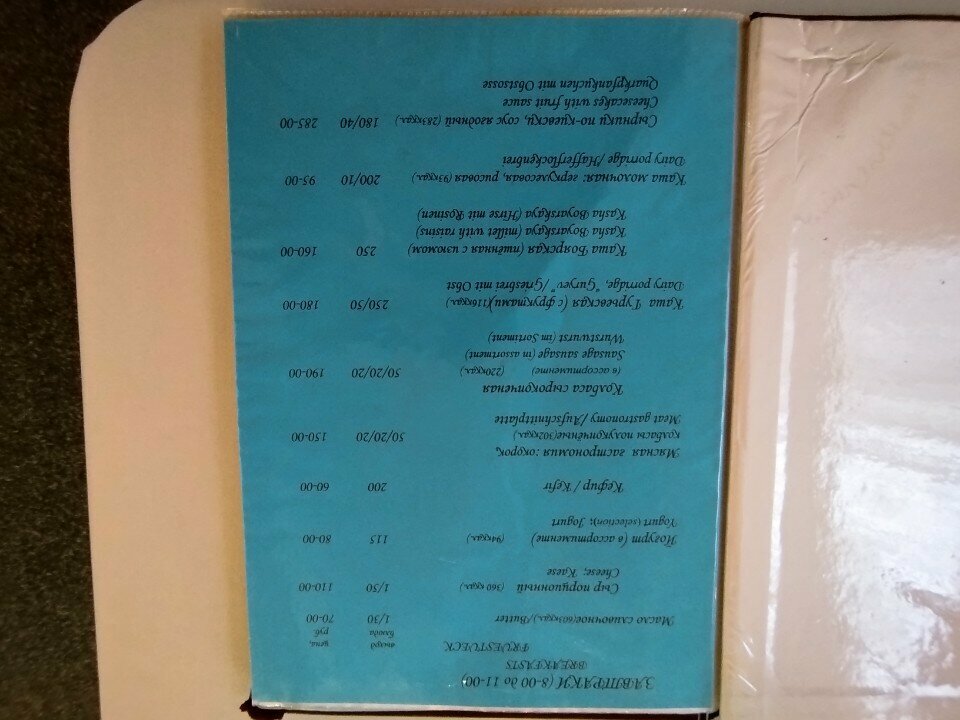 ЗАВТРАКИ (8-00 до 11-00)
BREAKFASTS
FRUESTUECK
выход блюда
цена, руб
Масло сливочное(603ккал.)/Butter 1/30 70-00
Сыр порционный (360 ккал.) 1/50 110-00
Cheese, Kaese
Йогурт (в ассортименте) (94ккал.) 115 80-00
Yogurt (selection), Jogurt
Кефир / Kefir 200 60-00
Мясная гастрономия: окорок,
колбасы полукопчёные(302ккал.) 50/20/20 150-00
Meat gastronomy/Aufschnittplatte
Колбаса сырокопченая
(в ассортименте) (220ккал.) 50/20/20 190-00
Sausage sausage (in assortment)
Wurstwurst (im Sortiment)
Каша Гурьевская (с фруктами)(116ккал.) 250/50 180-00
Dairy porridge, "Guryev" /Griesbrei mit Obst
Каша Боярская (пшённая с изюмом) 250 160-00
Kasha Boyarskaya (millet with raisins)
Kasha Boyarskaya (Hirse mit Rosinen)
Каша молочная: геркулесовая, рисовая (93ккал.) 200/10 95-00
Dairy porridge /Hafferflockenbrei
Сырники по-киевски, соус ягодный (283ккал.) 180/40 285-00
Cheesecakes with fruit sauce
Quarkpfankuchen mit Obstsosse